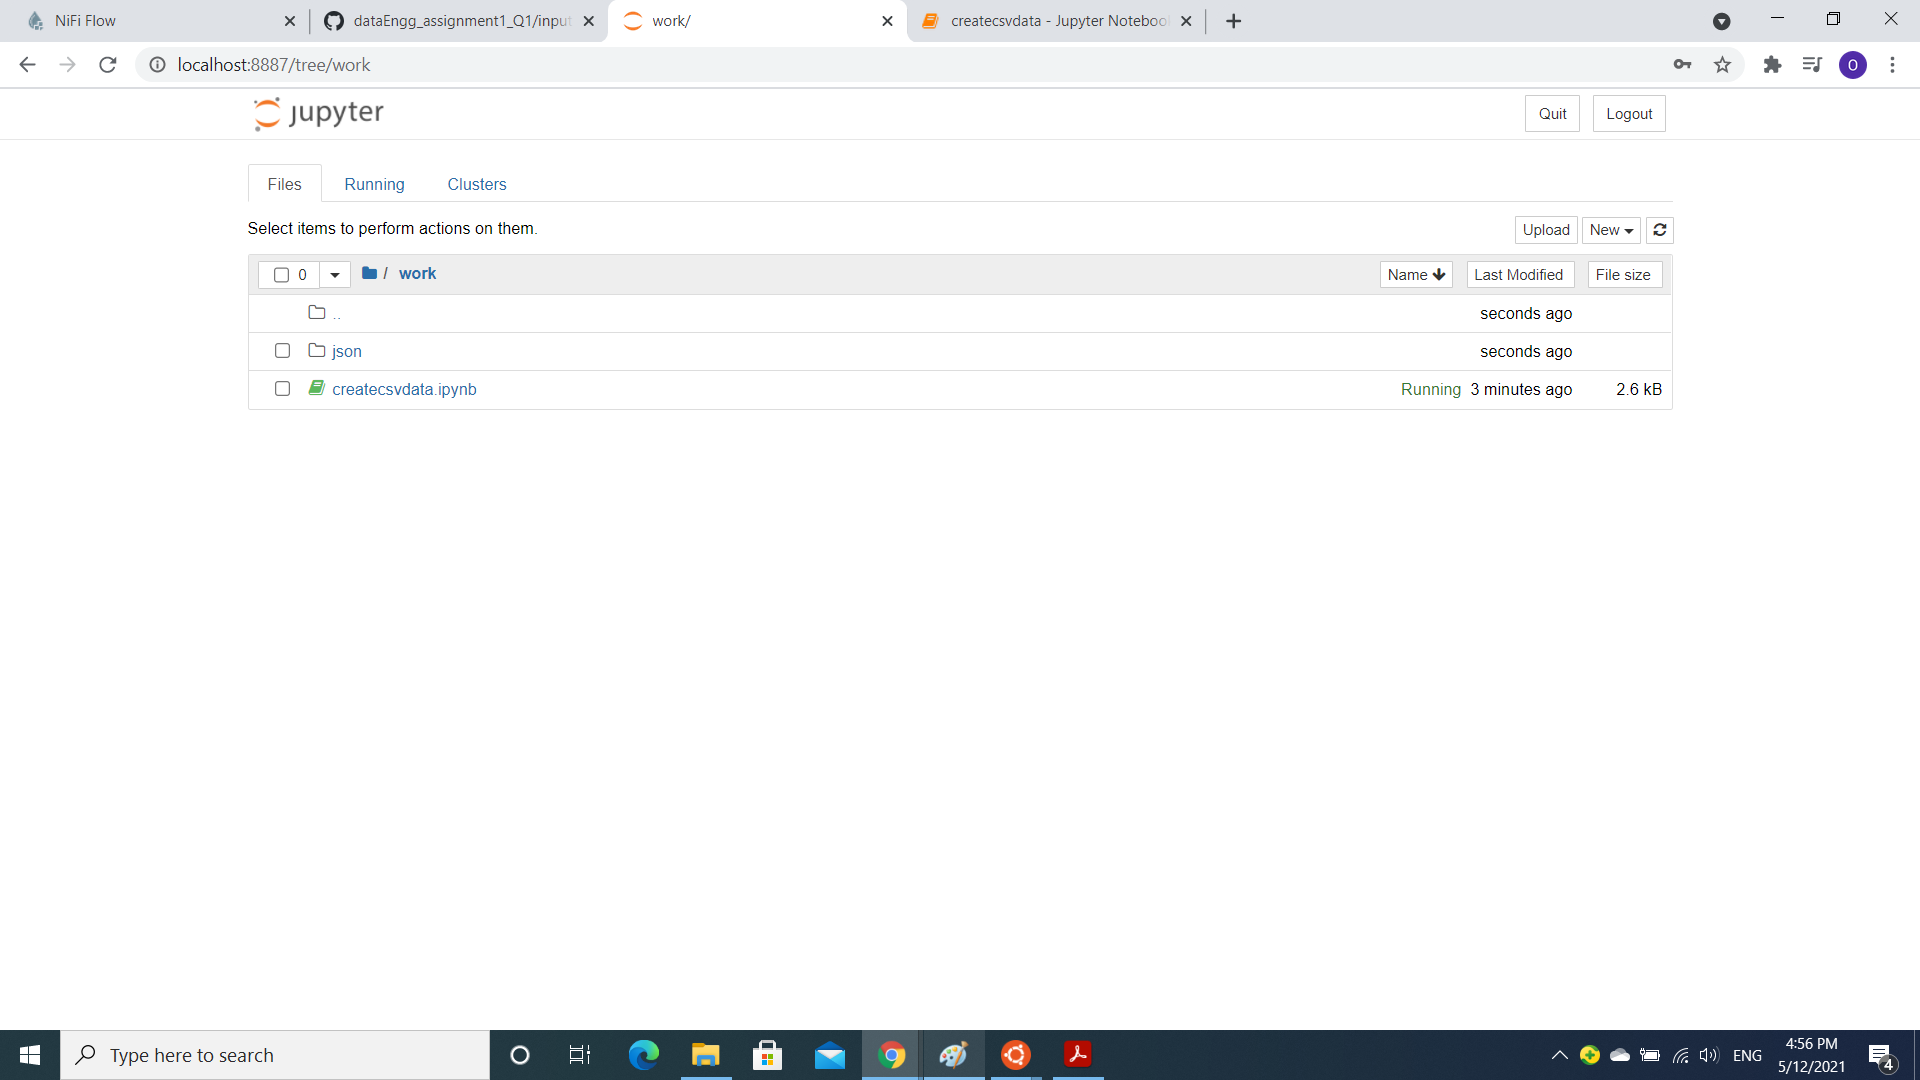 NiFi Flow
dataEngg_assignment1_Q1/input
work/
createcsvdata - Jupyter Notebook
localhost:8887/tree/work
O
jupyter
Quit
Logout
Files
Running
Clusters
Select items to perform actions on them.
Upload
New
0
/ work
Name
Last Modified
File size
..
seconds ago
json
seconds ago
createcsvdata.ipynb
Running
3 minutes ago
2.6 kB
Type here to search
ENG
4:56 PM
5/12/2021
4